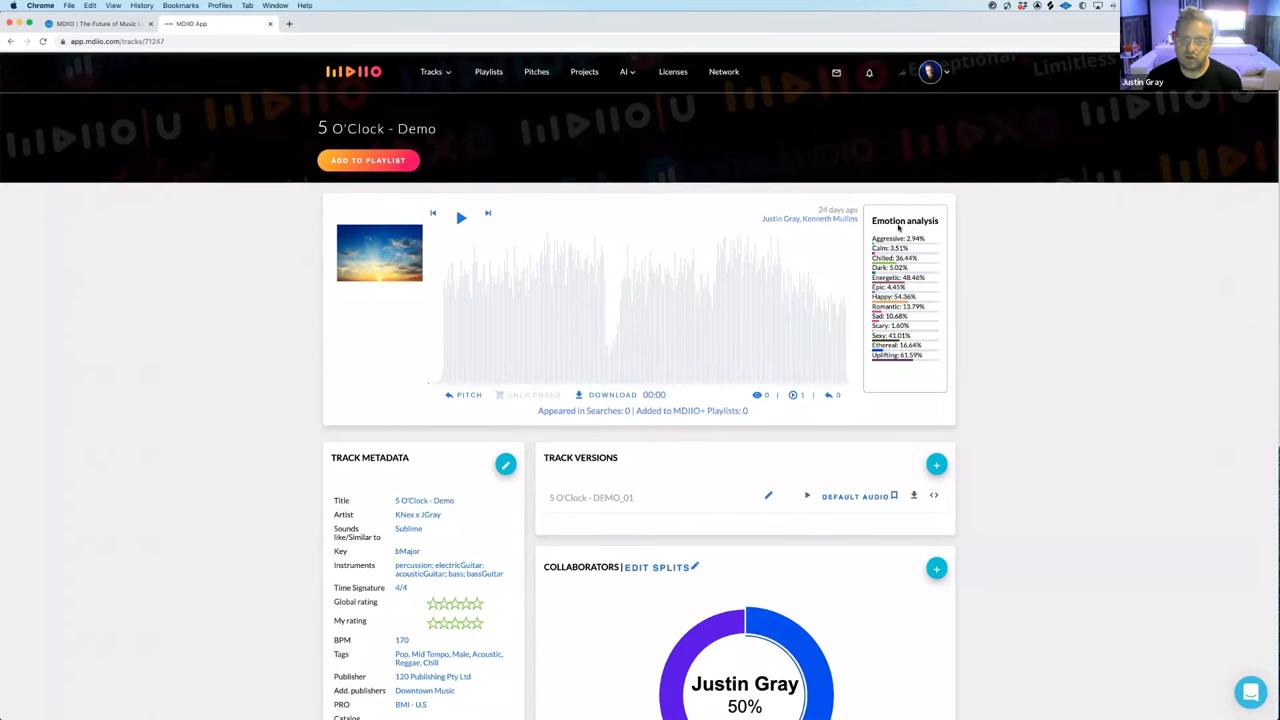 Chrome File Edit View History Bookmarks Profiles Tab Window Help
MDIIO | The Future of Music Li
MDIIO App
app.mdiio.com/tracks/71247
Justin Gray
MDIIO Tracks Playlists Pitches Projects AI Licenses Network
5 O'Clock - Demo
ADD TO PLAYLIST
24 days ago
Justin Gray, Kenneth Mullins
Emotion analysis
Aggressive: 2.94%
Calm: 3.51%
Chilled: 36.44%
Dark: 5.02%
Energetic: 48.46%
Epic: 4.45%
Happy: 54.36%
Romantic: 13.79%
Sad: 10.68%
Scary: 1.60%
Sexy: 41.01%
Ethereal: 16.64%
Uplifting: 61.59%
PITCH UNLICENSED DOWNLOAD 00:00 0 | 1 | 0
Appeared in Searches: 0 | Added to MDIIO+ Playlists: 0
TRACK METADATA
Title 5 O'Clock - Demo
Artist KNex x JGray
Sounds like/Similar to Sublime
Key bMajor
Instruments percussion; electricGuitar;
acousticGuitar; bass; bassGuitar
Time Signature 4/4
Global rating
My rating
BPM 170
Tags Pop, Mid Tempo, Male, Acoustic,
Reggae, Chill
Publisher 120 Publishing Pty Ltd
Add. publishers Downtown Music
PRO BMI - U.S
Catalog
TRACK VERSIONS
5 O'Clock - DEMO_01 DEFAULT AUDIO
COLLABORATORS | EDIT SPLITS
Justin Gray
50%